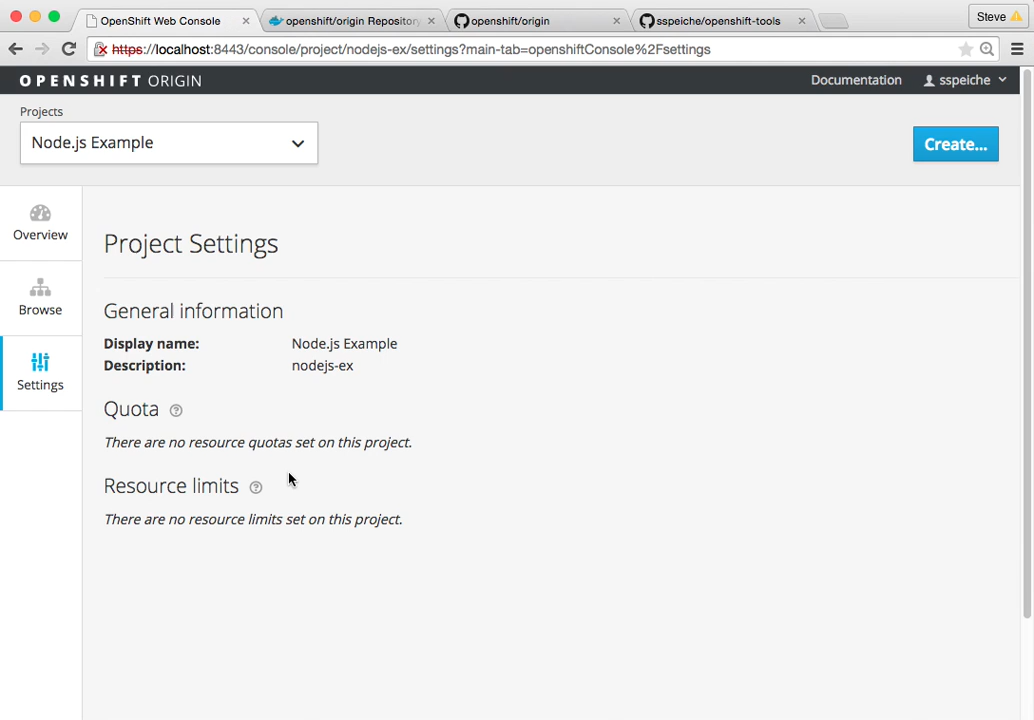 OpenShift Web Console
openshift/origin Repository
openshift/origin
sspeiche/openshift-tools
Steve
https://localhost:8443/console/project/nodejs-ex/settings?main-tab=openshiftConsole%2Fsettings
OPENSHIFT ORIGIN
Documentation
sspeiche
Projects
Node.js Example
Create...
Overview
Browse
Settings
Project Settings
General information
Display name: Node.js Example
Description: nodejs-ex
Quota ?
There are no resource quotas set on this project.
Resource limits ?
There are no resource limits set on this project.